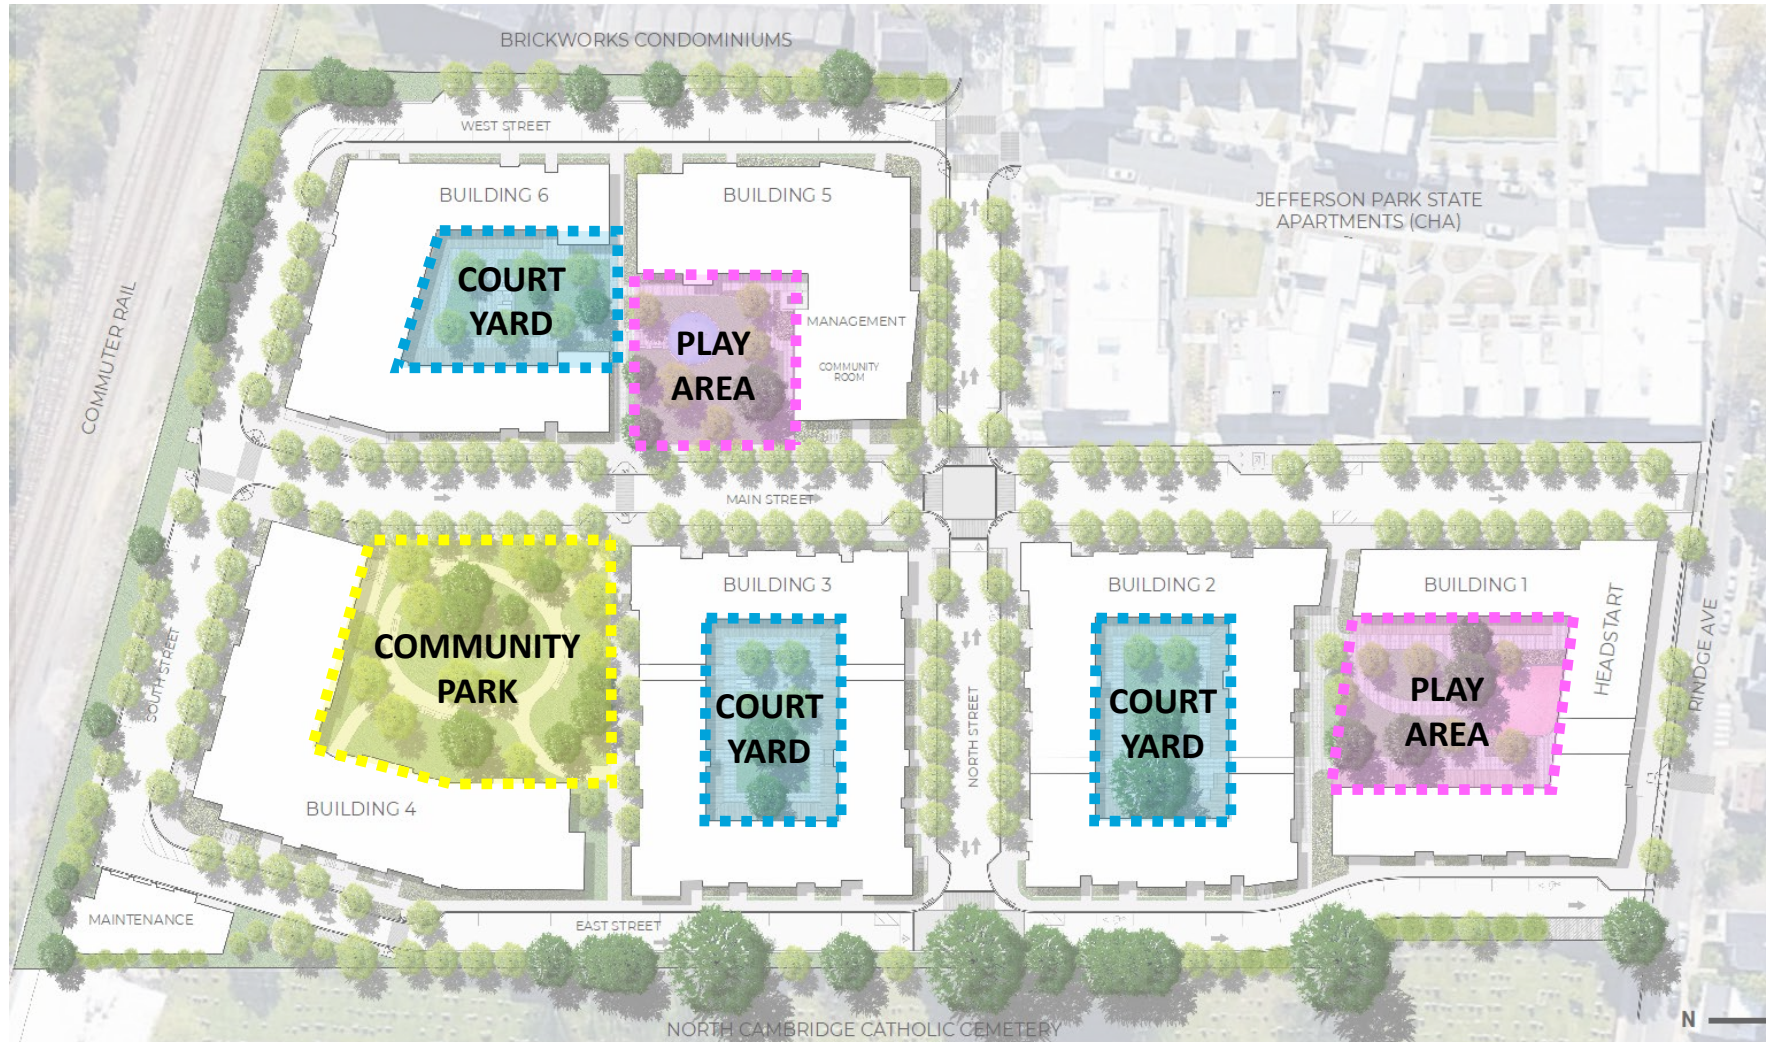 BRICKWORKS CONDOMINIUMS
WEST STREET
BUILDING 6
BUILDING 5
JEFFERSON PARK STATE
APARTMENTS (CHA)
COURT
YARD
PLAY
AREA
MANAGEMENT
COMMUNITY
ROOM
COMMUTER RAIL
MAIN STREET
BUILDING 3
BUILDING 2
BUILDING 1
HEADSTART
RINDGE AVE
COMMUNITY
PARK
SOUTH STREET
COURT
YARD
NORTH STREET
COURT
YARD
PLAY
AREA
BUILDING 4
MAINTENANCE
EAST STREET
NORTH CAMBRIDGE CATHOLIC CEMETERY
N